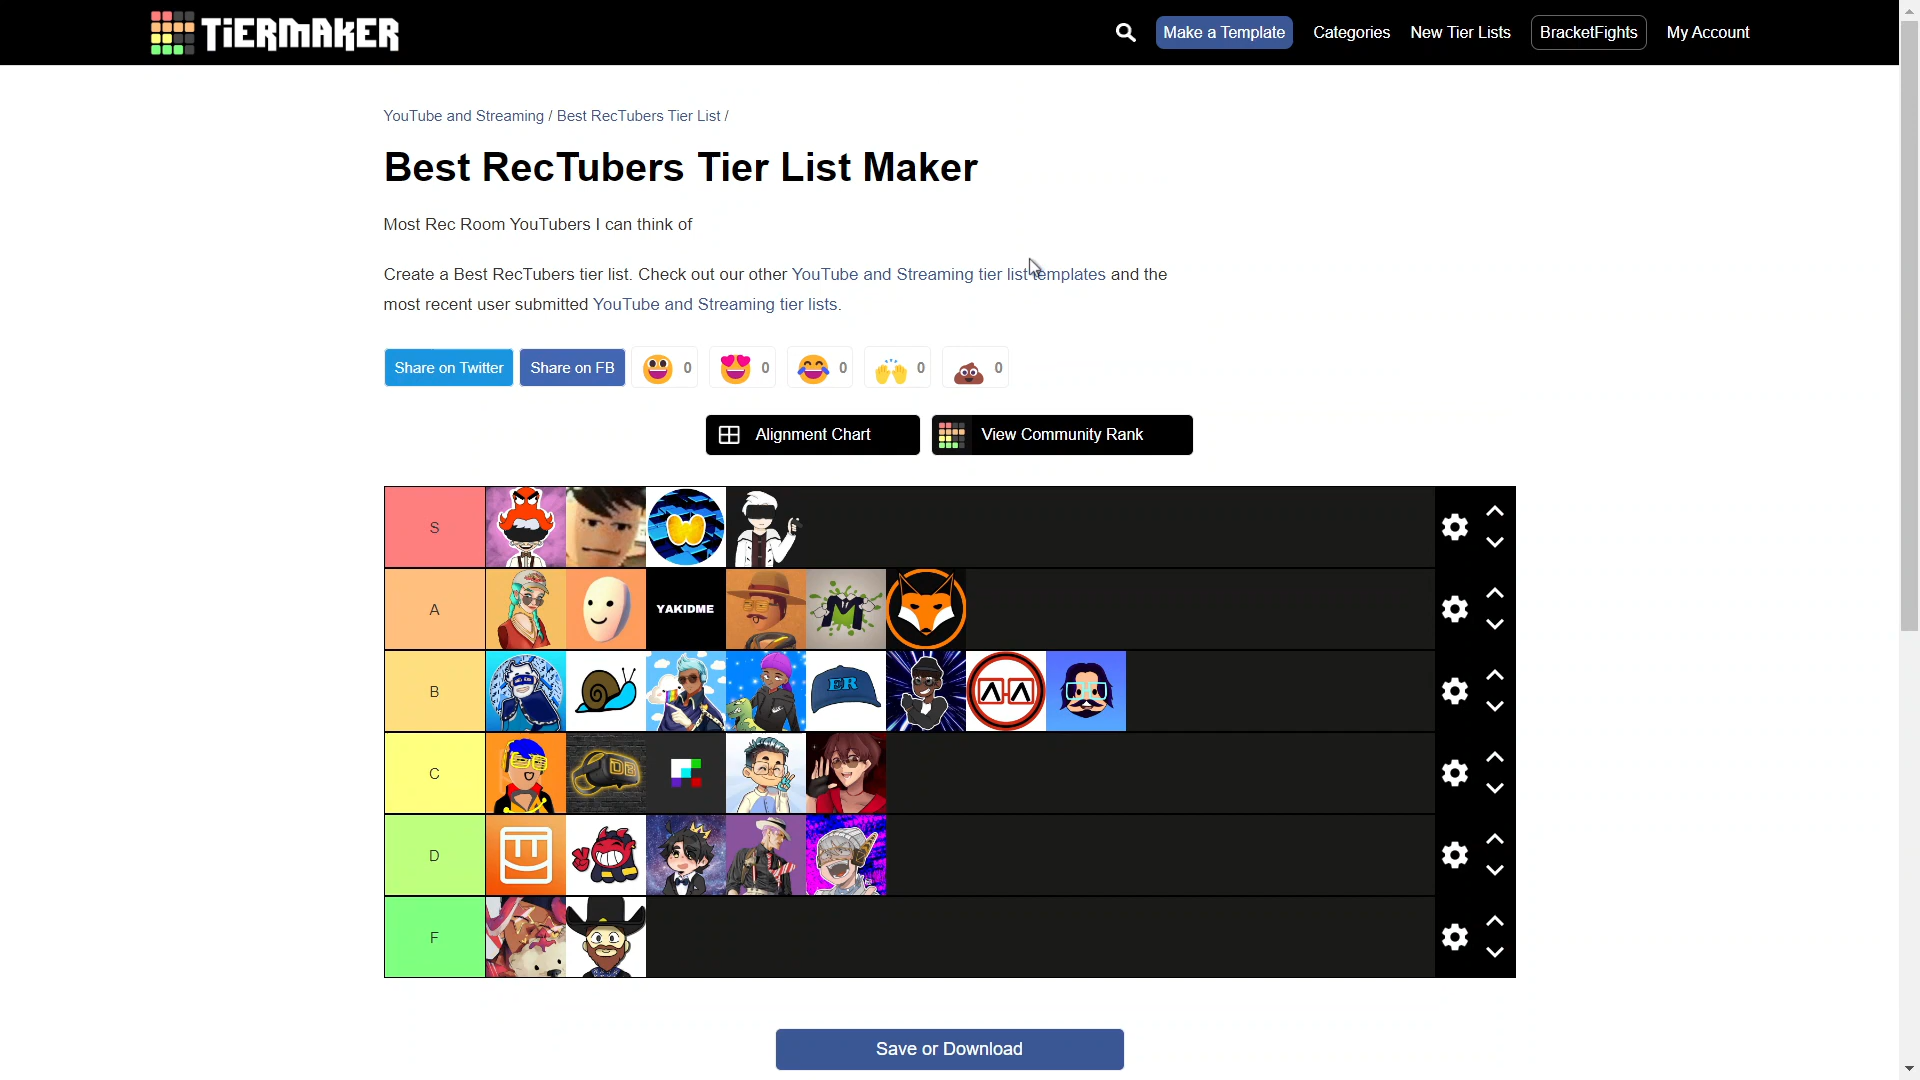 TiERMAKER
Make a Template
Categories
New Tier Lists
BracketFights
My Account
YouTube and Streaming / Best RecTubers Tier List /
Best RecTubers Tier List Maker
Most Rec Room YouTubers I can think of
Create a Best RecTubers tier list. Check out our other YouTube and Streaming tier list templates and the
most recent user submitted YouTube and Streaming tier lists.
Share on Twitter
Share on FB
0
0
0
0
0
Alignment Chart
View Community Rank
S
A
YAKIDME
M
B
ER
C
DB
D
F
Save or Download